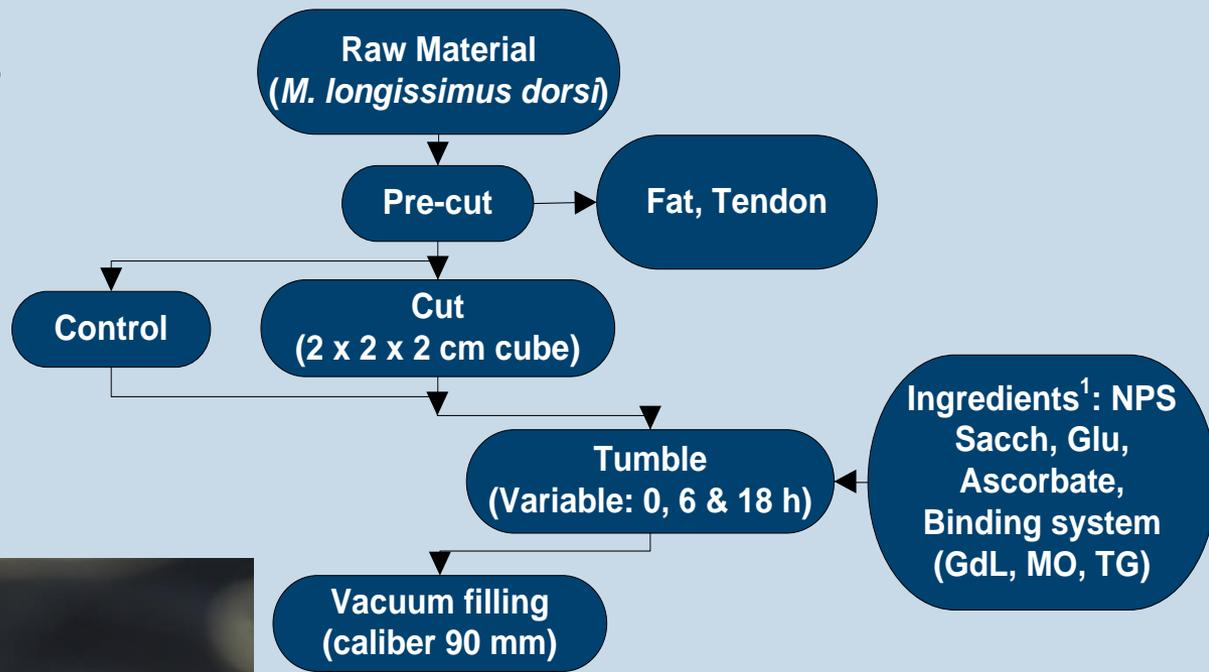 Raw Material
(M. longissimus dorsi)
Pre-cut
Fat, Tendon
Control
Cut
(2 x 2 x 2 cm cube)
Tumble
(Variable: 0, 6 & 18 h)
Ingredients¹: NPS
Sacch, Glu,
Ascorbate,
Binding system
(GdL, MO, TG)
Vacuum filling
(caliber 90 mm)